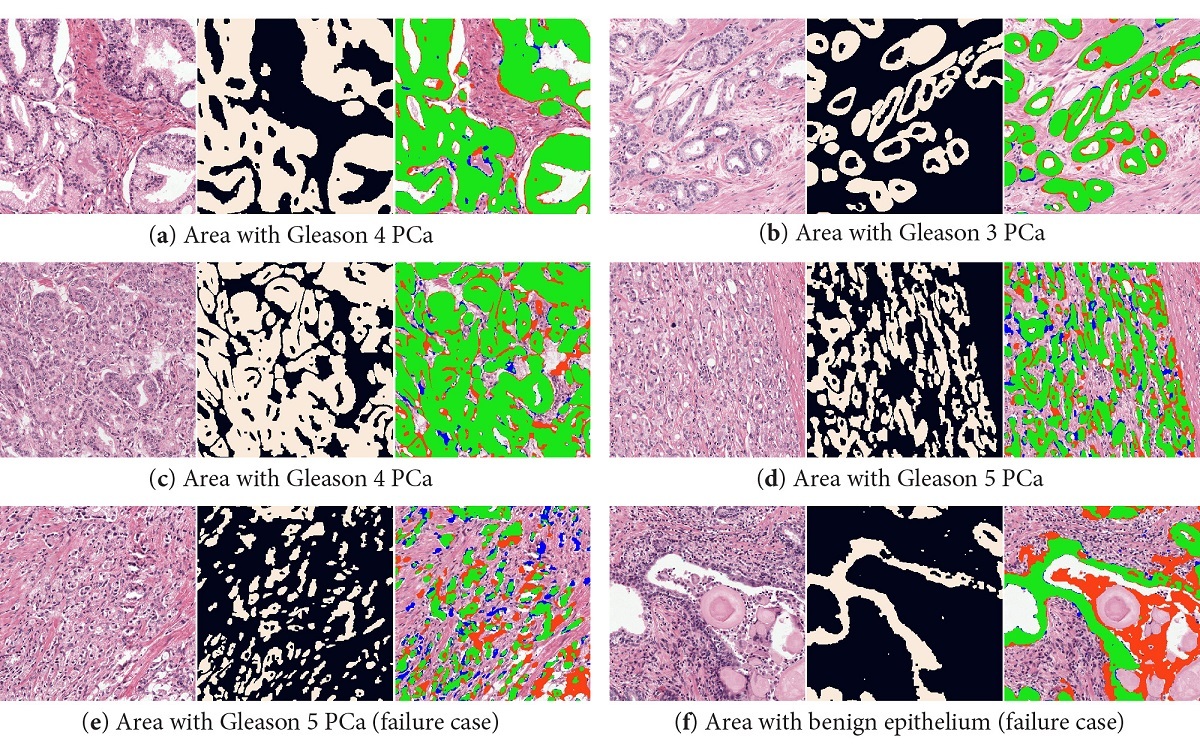 (a) Area with Gleason 4 PCa
(b) Area with Gleason 3 PCa
(c) Area with Gleason 4 PCa
(d) Area with Gleason 5 PCa
(e) Area with Gleason 5 PCa (failure case)
(f) Area with benign epithelium (failure case)